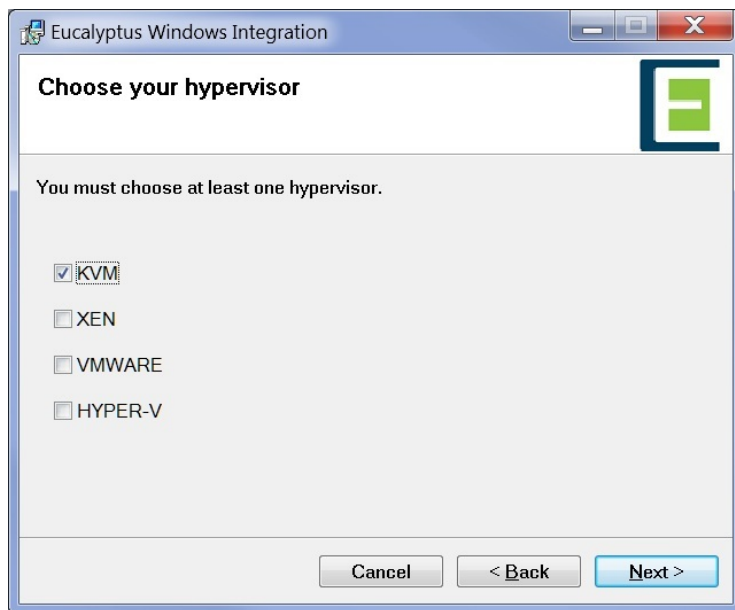 Eucalyptus Windows Integration
Choose your hypervisor
You must choose at least one hypervisor.
KVM
XEN
VMWARE
HYPER-V
Cancel
< Back
Next >